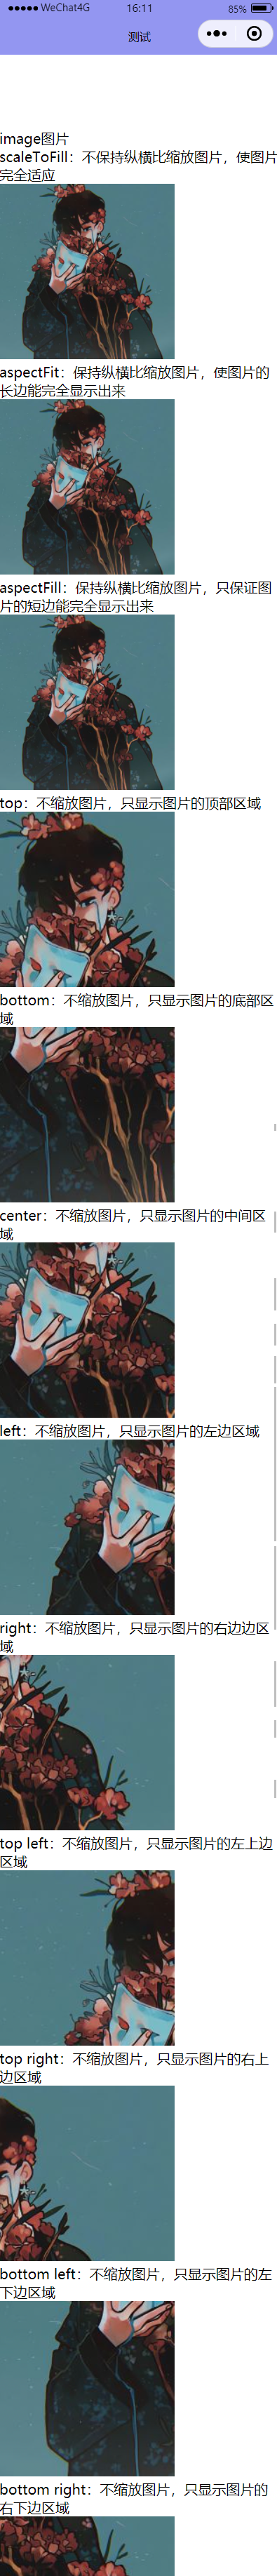 WeChat4G 16:11 85%
测试
image图片
scaleToFill：不保持纵横比缩放图片，使图片
完全适应
aspectFit：保持纵横比缩放图片，使图片的
长边能完全显示出来
aspectFill：保持纵横比缩放图片，只保证图
片的短边能完全显示出来
top：不缩放图片，只显示图片的顶部区域
bottom：不缩放图片，只显示图片的底部区
域
center：不缩放图片，只显示图片的中间区
域
left：不缩放图片，只显示图片的左边区域
right：不缩放图片，只显示图片的右边边区
域
top left：不缩放图片，只显示图片的左上边
区域
top right：不缩放图片，只显示图片的右上
边区域
bottom left：不缩放图片，只显示图片的左
下边区域
bottom right：不缩放图片，只显示图片的
右下边区域